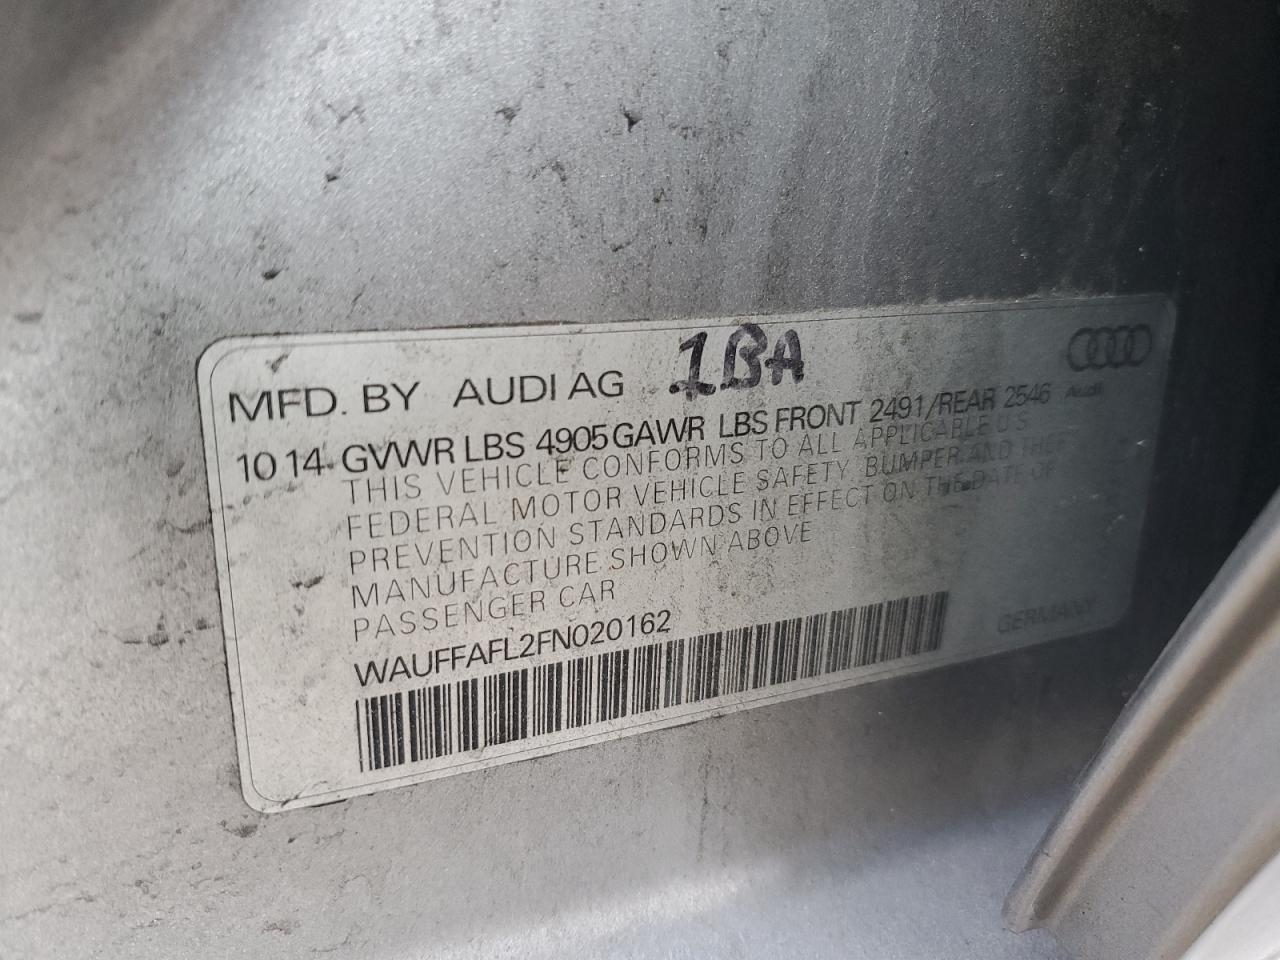 MFD. BY AUDI AG 1BA
10 14 GVWR LBS 4905 GAWR LBS FRONT 2491/REAR 2546 Audi
THIS VEHICLE CONFORMS TO ALL APPLICABLE U.S.
FEDERAL MOTOR VEHICLE SAFETY, BUMPER AND THEFT
PREVENTION STANDARDS IN EFFECT ON THE DATE OF
MANUFACTURE SHOWN ABOVE
PASSENGER CAR
WAUFFAFL2FN020162
GERMANY